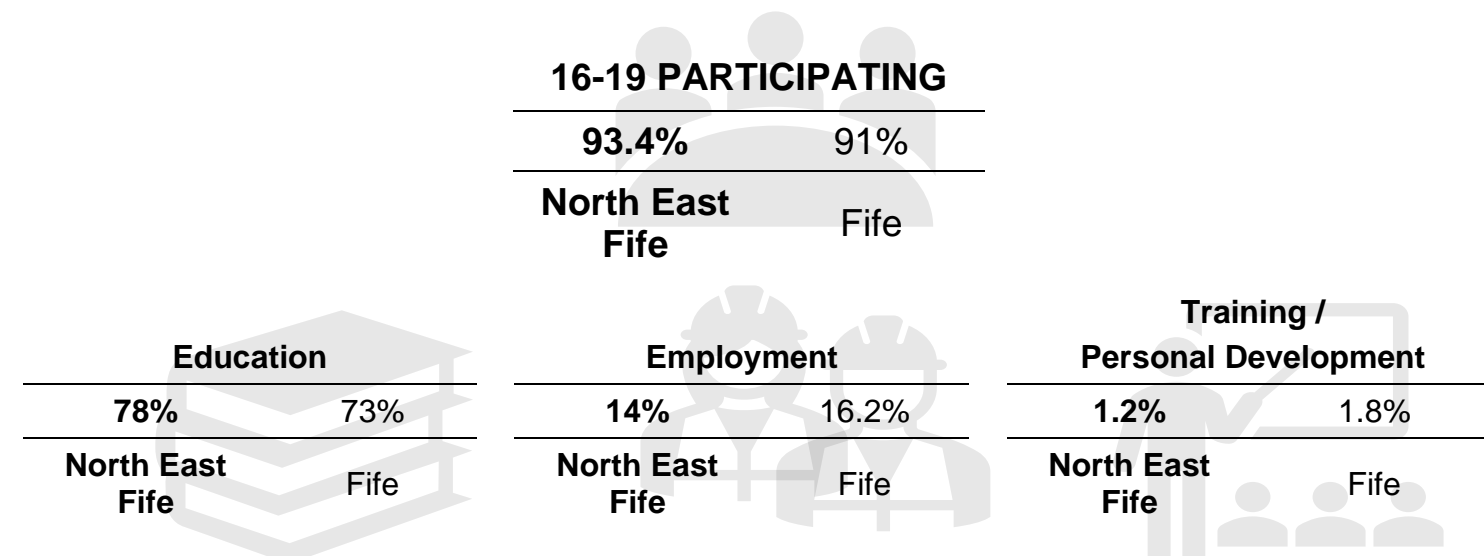 16-19 PARTICIPATING
93.4% 91%
North East
Fife
Fife
Education
78% 73%
North East
Fife
Fife
Employment
14% 16.2%
North East
Fife
Fife
Training /
Personal Development
1.2% 1.8%
North East
Fife
Fife